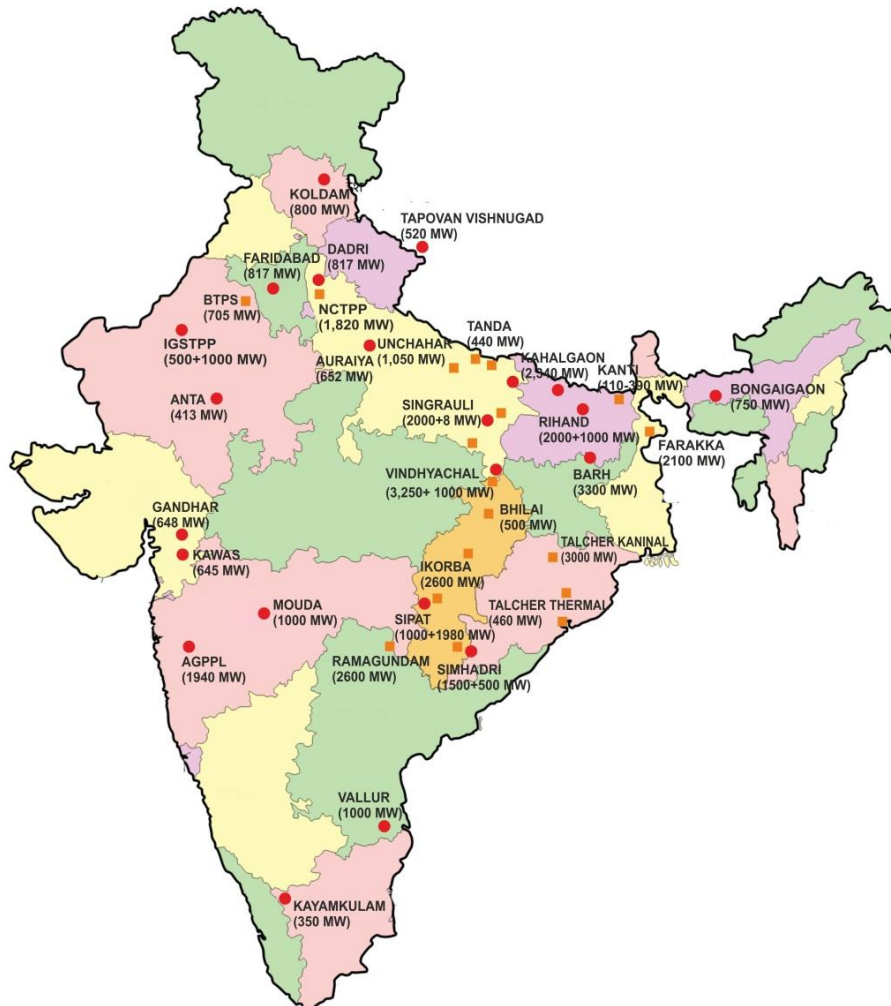 KOLDAM
(800 MW)
TAPOVAN VISHNUGAD
(520 MW)
DADRI
(817 MW)
FARIDABAD
(817 MW)
BTPS
(705 MW)
NCTPP
(1,820 MW)
IGSTPP
(500+1000 MW)
TANDA
(440 MW)
UNCHAHAR
(1,050 MW)
AURAIYA
(652 MW)
KAHALGAON
(2,340 MW)
KANTI
(110-390 MW)
BONGAIGAON
(750 MW)
ANTA
(413 MW)
SINGRAULI
(2000+8 MW)
RIHAND
(2000+1000 MW)
FARAKKA
(2100 MW)
VINDHYACHAL
(3,250+ 1000 MW)
BARH
(3300 MW)
GANDHAR
(648 MW)
BHILAI
(500 MW)
KAWAS
(645 MW)
TALCHER KANINAL
(3000 MW)
IKORBA
(2600 MW)
MOUDA
(1000 MW)
TALCHER THERMAL
(460 MW)
SIPAT
(1000+1980 MW)
AGPPL
(1940 MW)
RAMAGUNDAM
(2600 MW)
SIMHADRI
(1500+500 MW)
VALLUR
(1000 MW)
KAYAMKULAM
(350 MW)